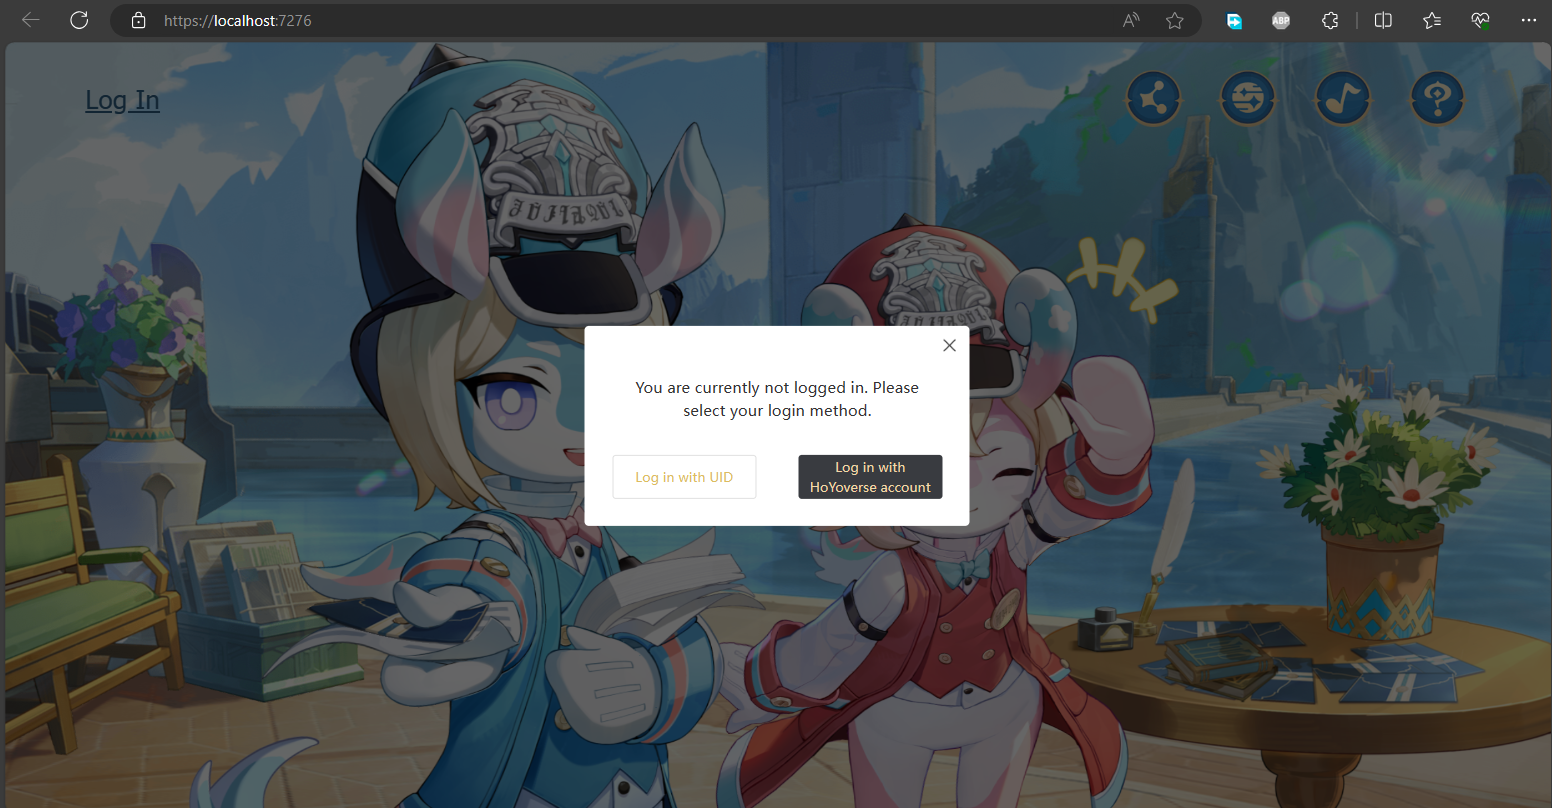 https://localhost:7276
Log In
You are currently not logged in. Please
select your login method.
Log in with UID
Log in with
HoYoverse account
ABP